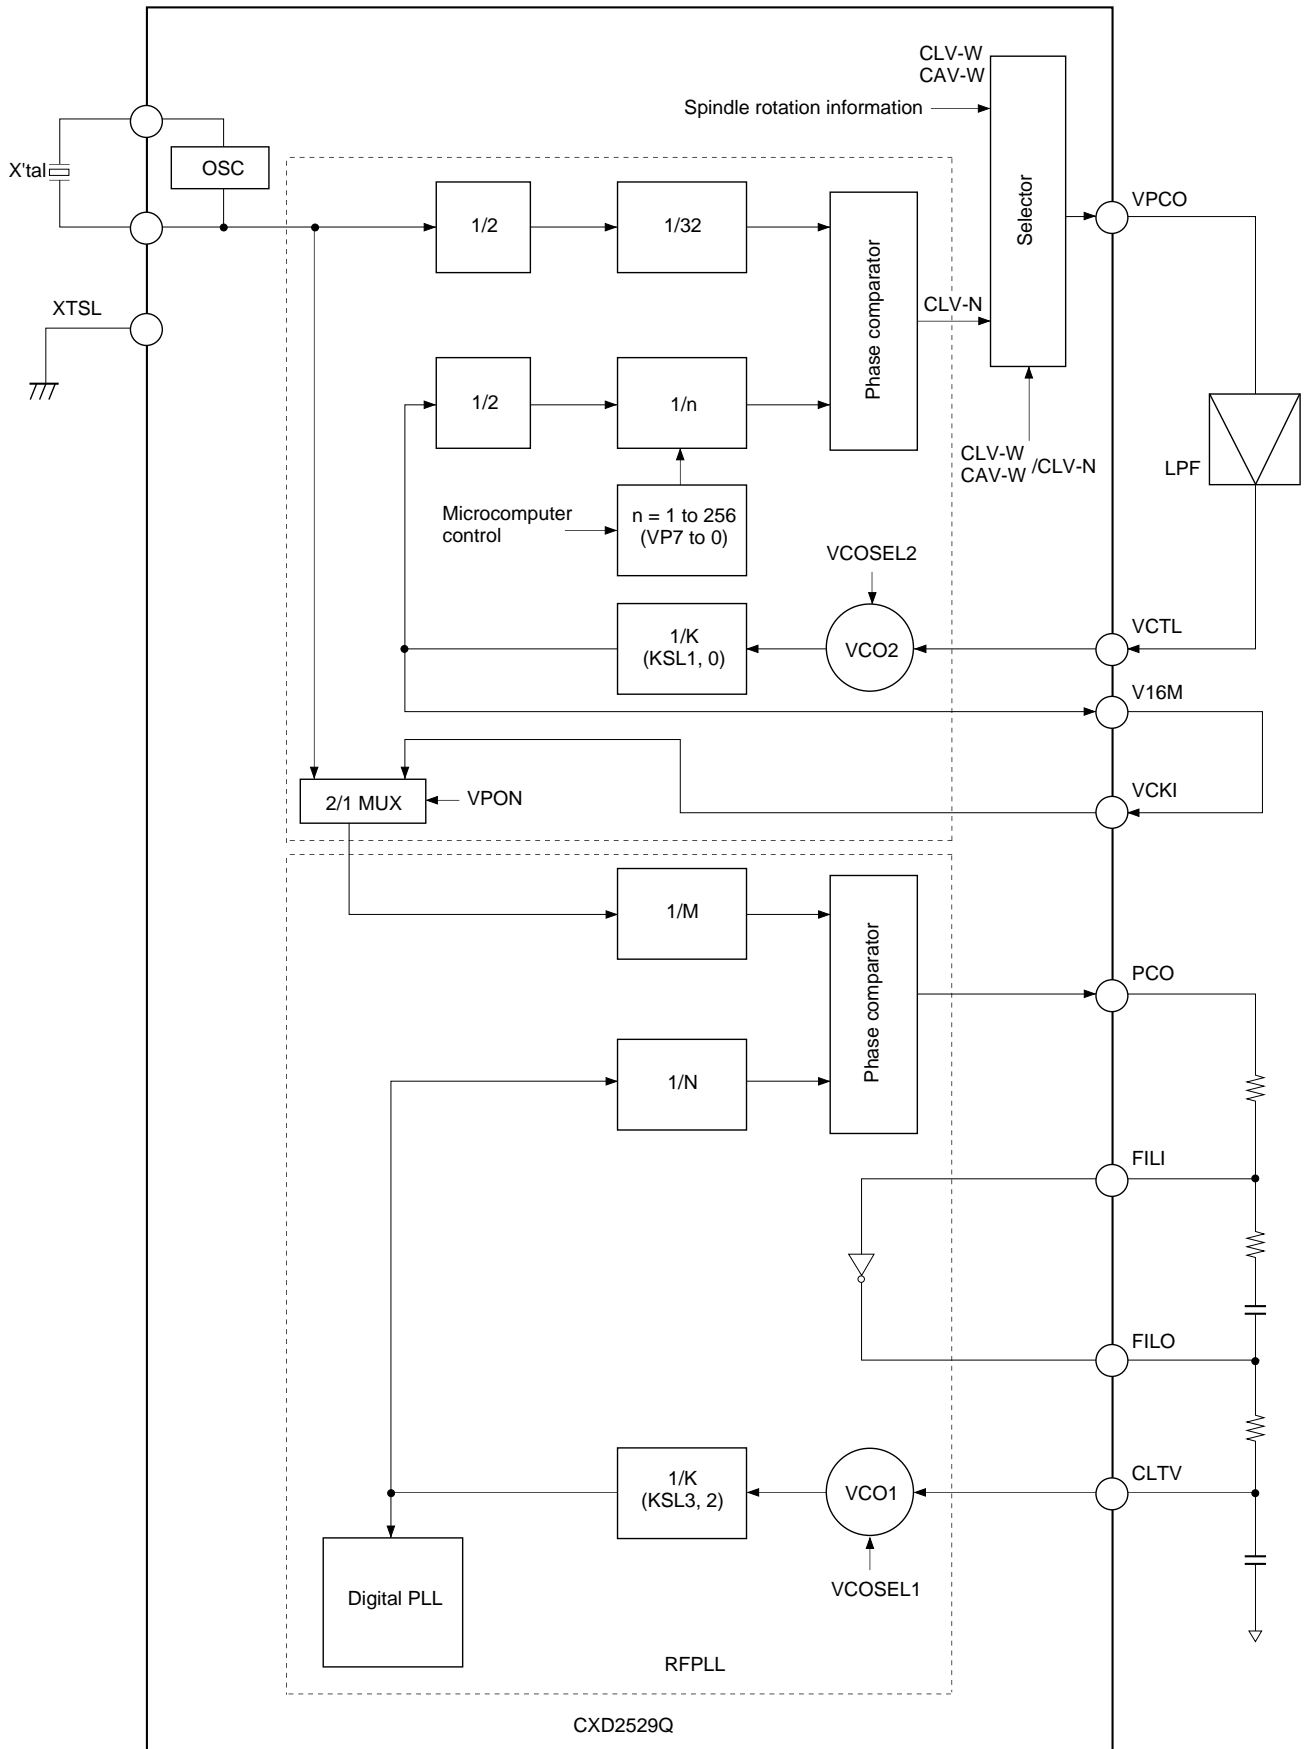 CLV-W
CAV-W
Spindle rotation information
X'tal
OSC
Selector
VPCO
1/2
1/32
Phase comparator
XTSL
CLV-N
1/2
1/n
CLV-W
CAV-W
/CLV-N
LPF
Microcomputer
control
n = 1 to 256
(VP7 to 0)
VCOSEL2
1/K
(KSL1, 0)
VCO2
VCTL
V16M
2/1 MUX
VPON
VCKI
1/M
Phase comparator
PCO
1/N
FILI
FILO
1/K
(KSL3, 2)
VCO1
CLTV
VCOSEL1
Digital PLL
RFPLL
CXD2529Q